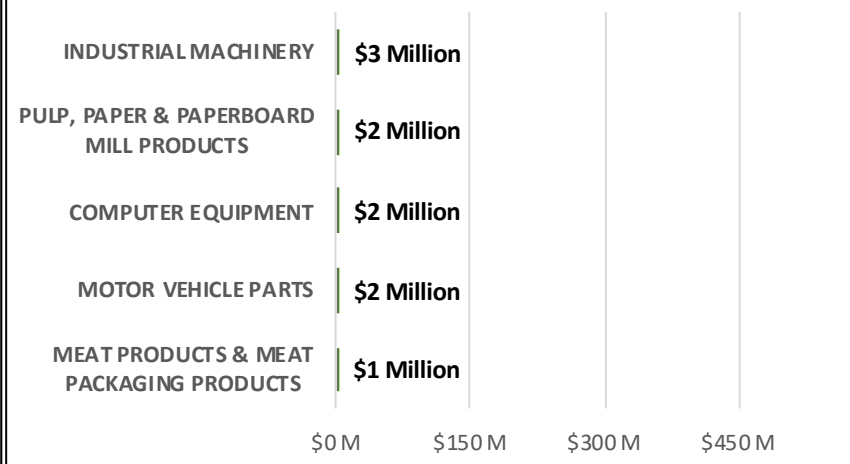 INDUSTRIAL MACHINERY
$3 Million
PULP, PAPER & PAPERBOARD
MILL PRODUCTS
$2 Million
COMPUTER EQUIPMENT
$2 Million
MOTOR VEHICLE PARTS
$2 Million
MEAT PRODUCTS & MEAT
PACKAGING PRODUCTS
$1 Million
$0 M
$150 M
$300 M
$450 M